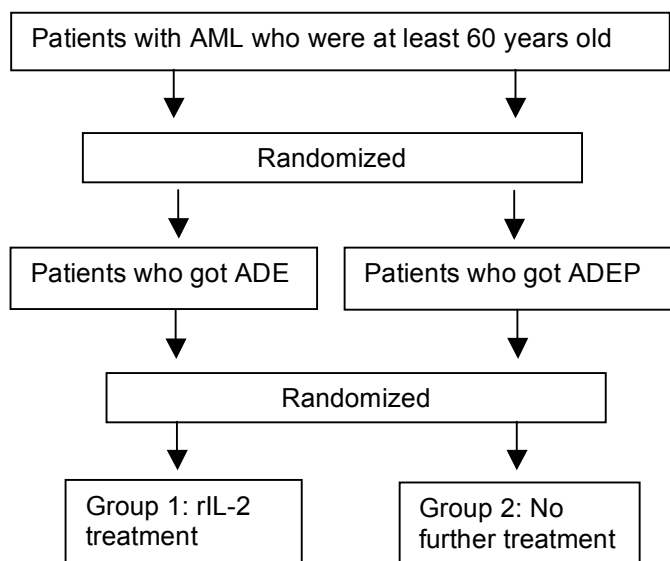 Patients with AML who were at least 60 years old
Randomized
Patients who got ADE
Patients who got ADEP
Randomized
Group 1: rIL-2
treatment
Group 2: No
further treatment